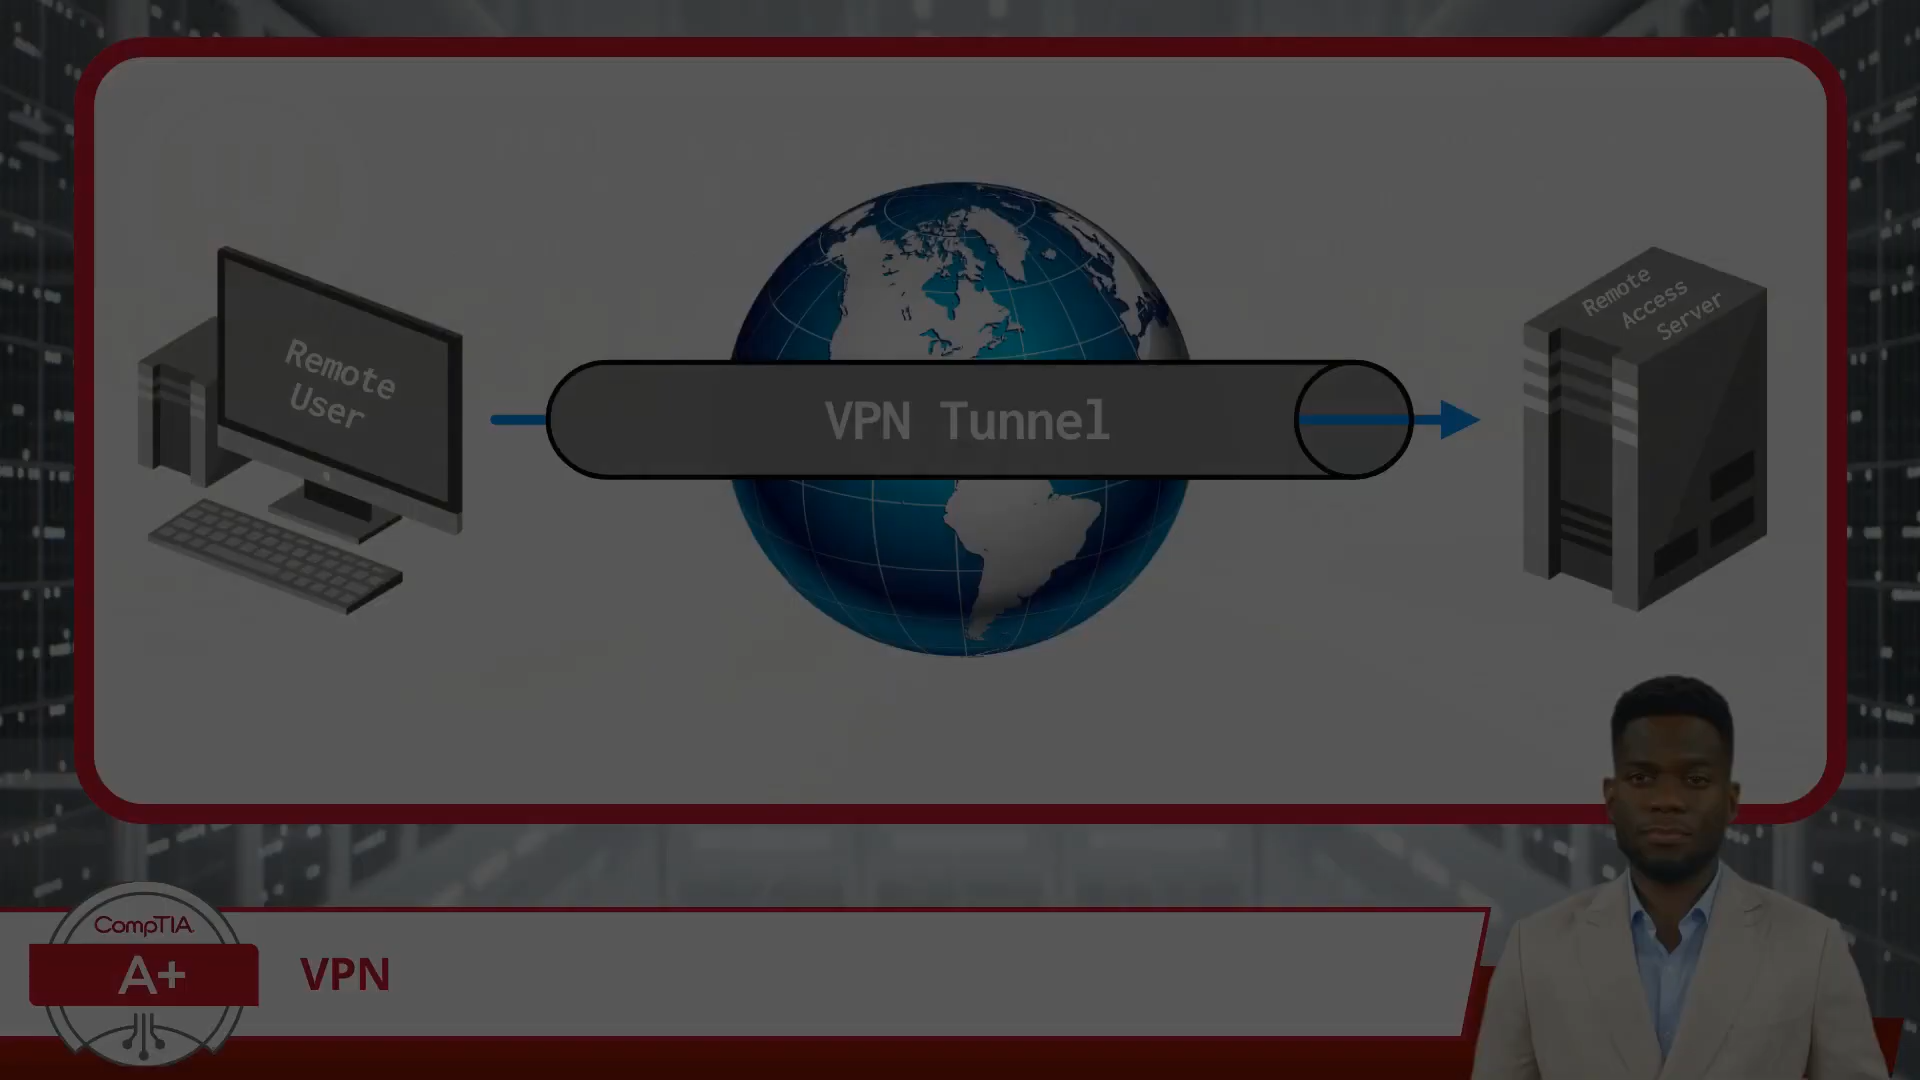 Remote
User
VPN Tunnel
Remote
Access
Server
CompTIA
A+
VPN